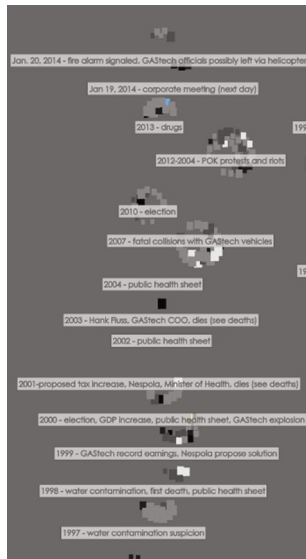 Jan. 20, 2014 - fire alarm signaled, GAStech officials possibly left via helicopter
Jan 19, 2014 - corporate meeting (next day)
2013 - drugs
199
2012-2004 - POK protests and riots
2010 - election
2007 - fatal collisions with GAStech vehicles
19
2004 - public health sheet
2003 - Hank Fluss, GAStech COO, dies (see deaths)
2002 - public health sheet
2001-proposed tax increase, Nespola, Minister of Health, dies (see deaths)
2000 - election, GDP increase, public health sheet, GAStech explosion
1999 - GAStech record earnings, Nespola propose solution
1998 - water contamination, first death, public health sheet
1997 - water contamination suspicion